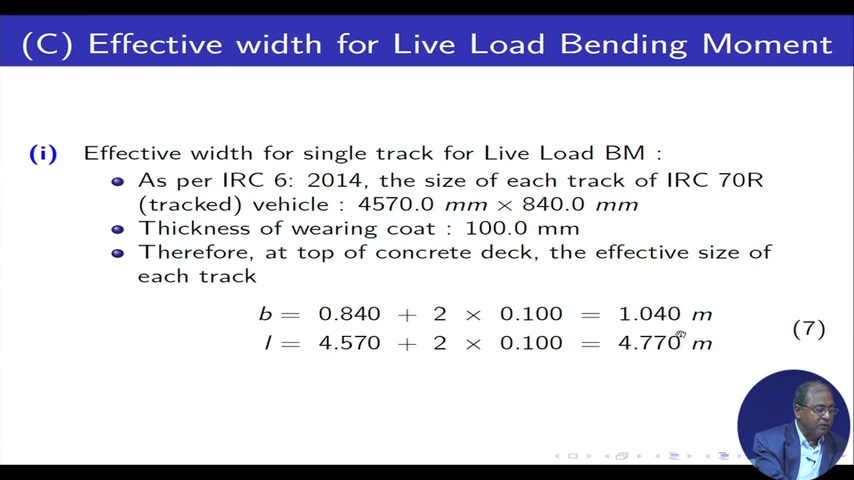 (C) Effective width for Live Load Bending Moment
(i) Effective width for single track for Live Load BM :
As per IRC 6: 2014, the size of each track of IRC 70R
(tracked) vehicle : 4570.0 mm × 840.0 mm
Thickness of wearing coat : 100.0 mm
Therefore, at top of concrete deck, the effective size of
each track
b = 0.840 + 2 × 0.100 = 1.040 m
l = 4.570 + 2 × 0.100 = 4.770 m
(7)